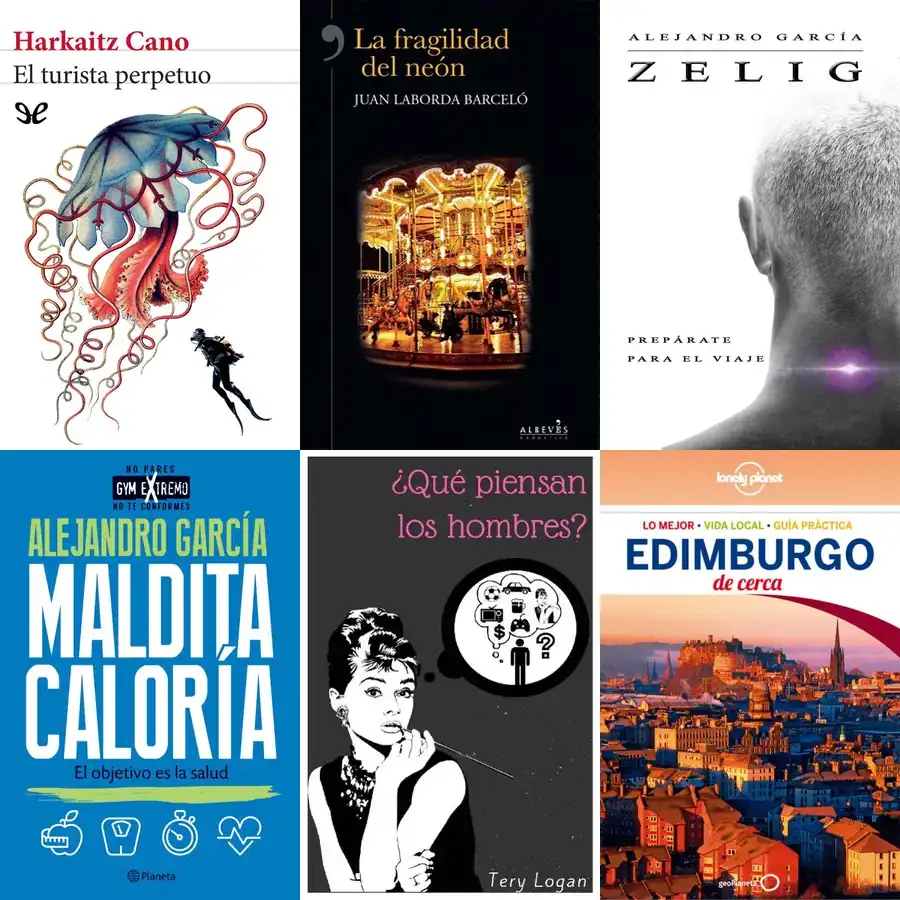 Harkaitz Cano
El turista perpetuo
La fragilidad
del neón
JUAN LABORDA BARCELÓ
ALREVÉS
NARRATIVA
ALEJANDRO GARCÍA
ZELIG
PREPÁRATE
PARA EL VIAJE
NO PARES
GYM EXTREMO
NO TE CONFORMES
ALEJANDRO GARCÍA
MALDITA
CALORÍA
El objetivo es la salud
Planeta
¿Qué piensan
los hombres?
Tery Logan
lonely planet
LO MEJOR • VIDA LOCAL • GUÍA PRÁCTICA
EDIMBURGO
de cerca
geoPlaneta